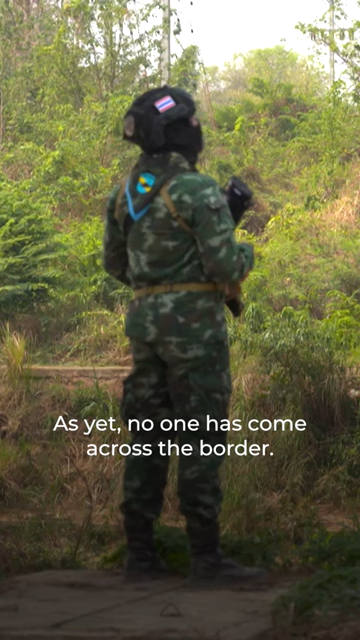 As yet, no one has come
across the border.